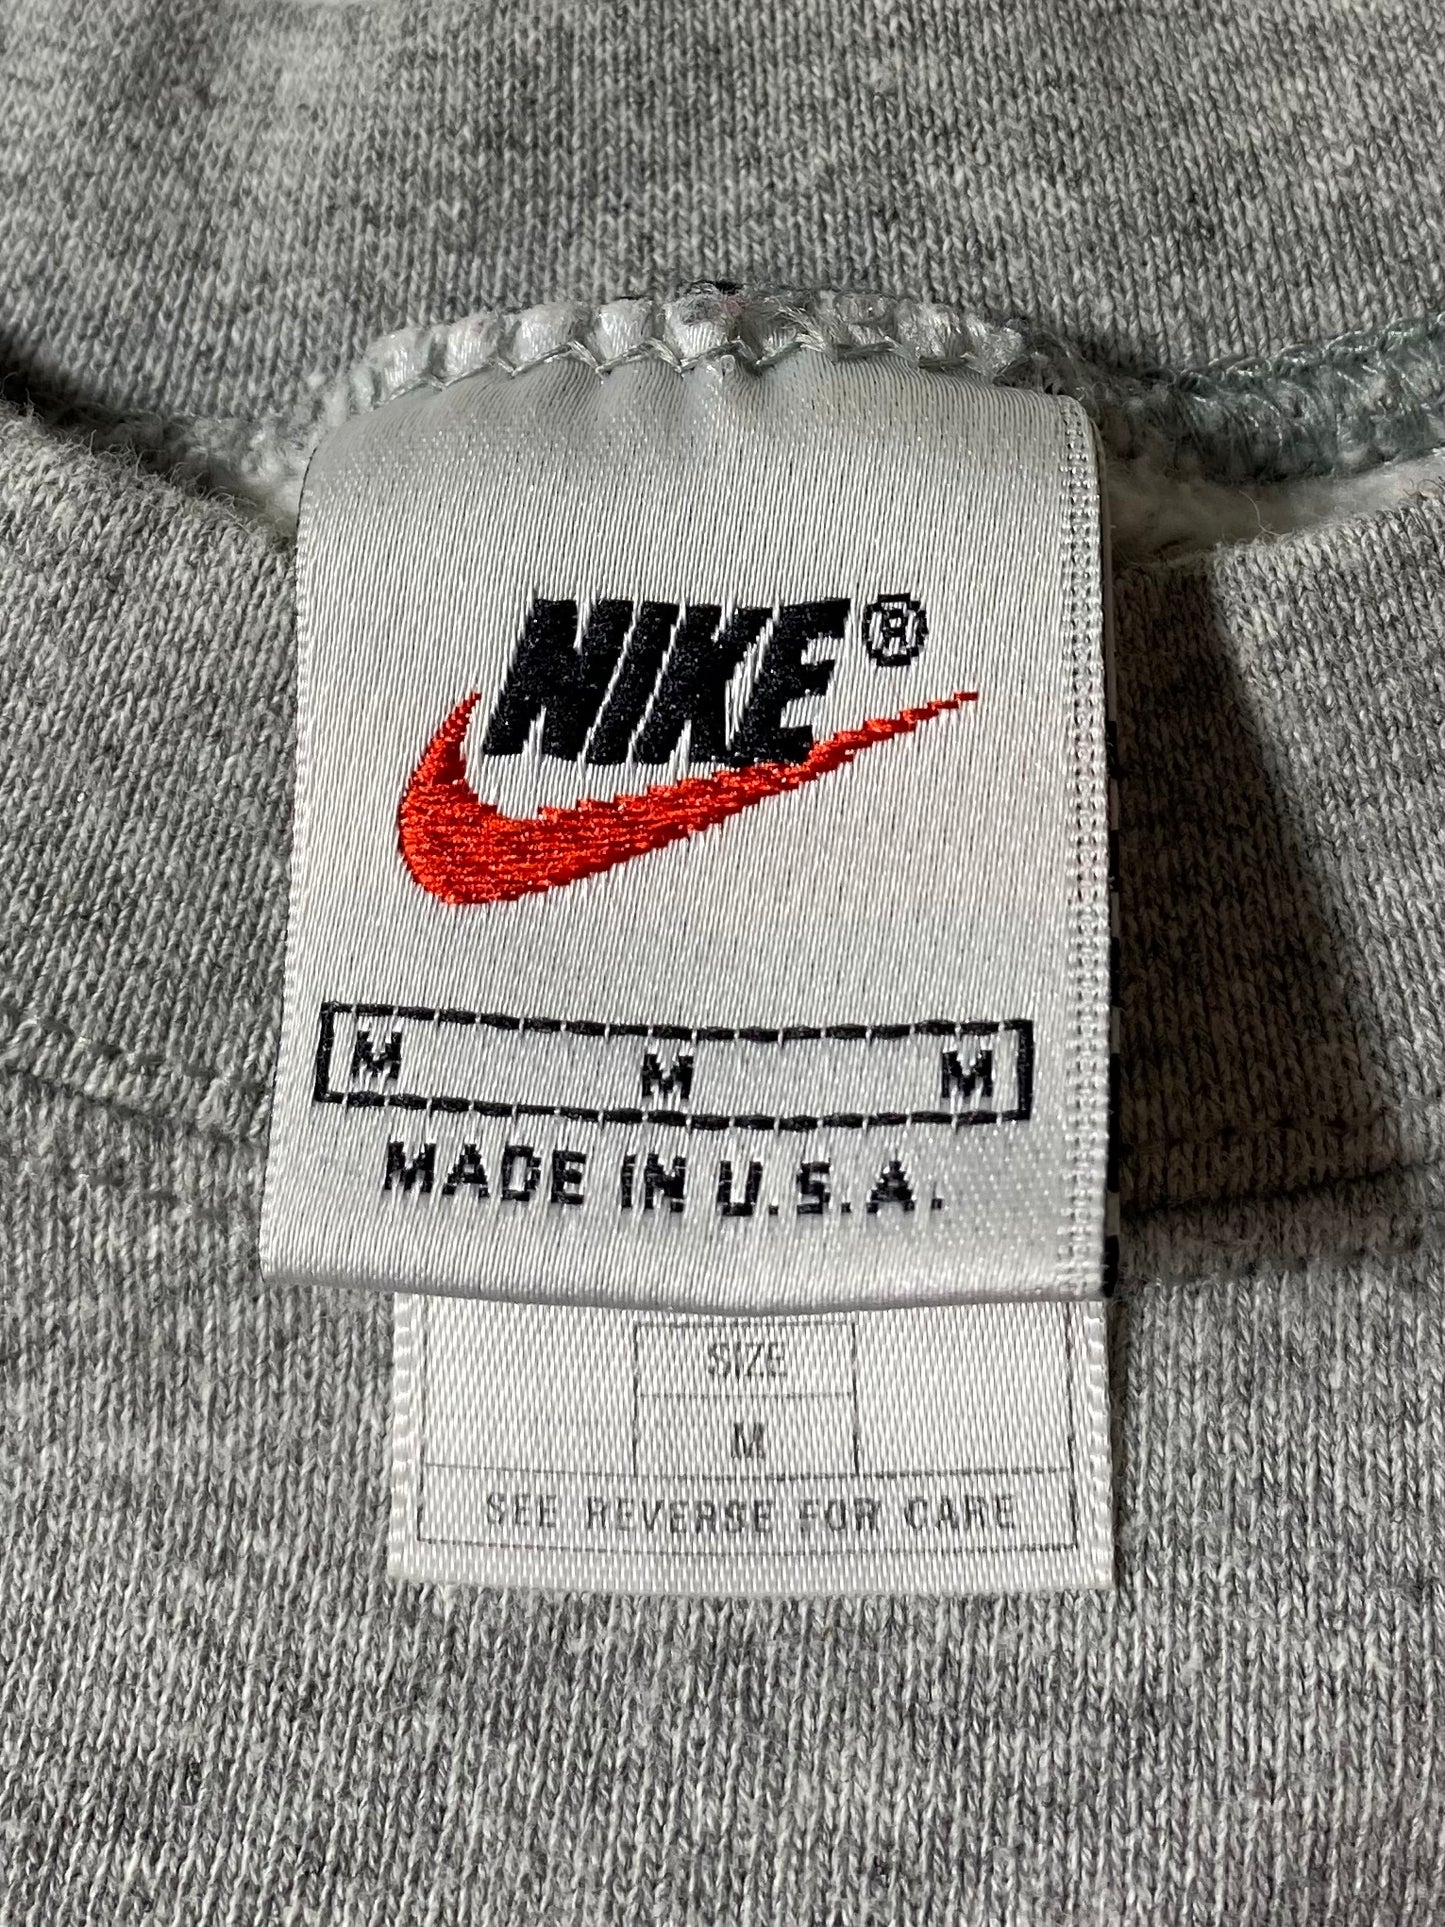 NIKE®
M M M
MADE IN U.S.A.
SIZE
M
SEE REVERSE FOR CARE